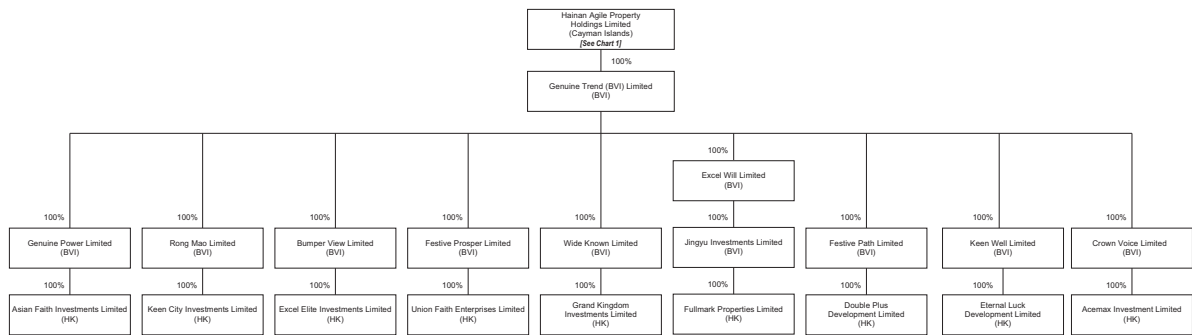 Hainan Agile Property
Holdings Limited
(Cayman Islands)
[See Chart 1]
100%
Genuine Trend (BVI) Limited
(BVI)
100%
Excel Will Limited
(BVI)
100%
100%
100%
100%
100%
100%
100%
100%
100%
Genuine Power Limited
(BVI)
Rong Mao Limited
(BVI)
Bumper View Limited
(BVI)
Festive Prosper Limited
(BVI)
Wide Known Limited
(BVI)
Jingyu Investments Limited
(BVI)
Festive Path Limited
(BVI)
Keen Well Limited
(BVI)
Crown Voice Limited
(BVI)
100%
100%
100%
100%
100%
100%
100%
100%
100%
Asian Faith Investments Limited
(HK)
Keen City Investments Limited
(HK)
Excel Elite Investments Limited
(HK)
Union Faith Enterprises Limited
(HK)
Grand Kingdom
Investments Limited
(HK)
Fullmark Properties Limited
(HK)
Double Plus
Development Limited
(HK)
Eternal Luck
Development Limited
(HK)
Acemax Investment Limited
(HK)